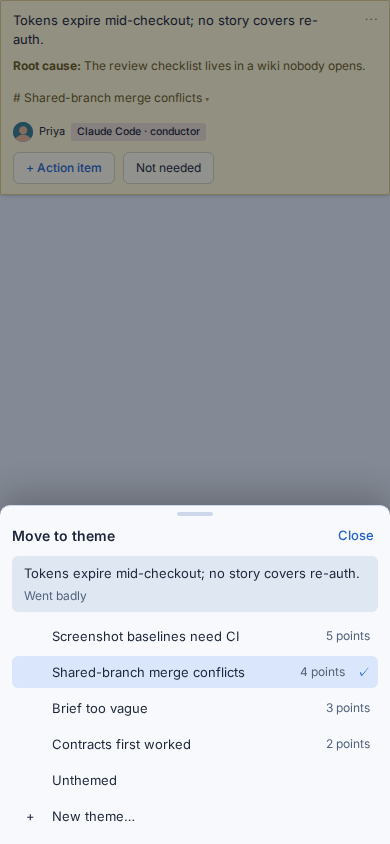 Tokens expire mid-checkout; no story covers re-
auth.
...
Root cause: The review checklist lives in a wiki nobody opens.
# Shared-branch merge conflicts ▾
Priya Claude Code · conductor
+ Action item Not needed
Move to theme Close
Tokens expire mid-checkout; no story covers re-auth.
Went badly
Screenshot baselines need CI 5 points
Shared-branch merge conflicts 4 points ✓
Brief too vague 3 points
Contracts first worked 2 points
Unthemed
+ New theme...